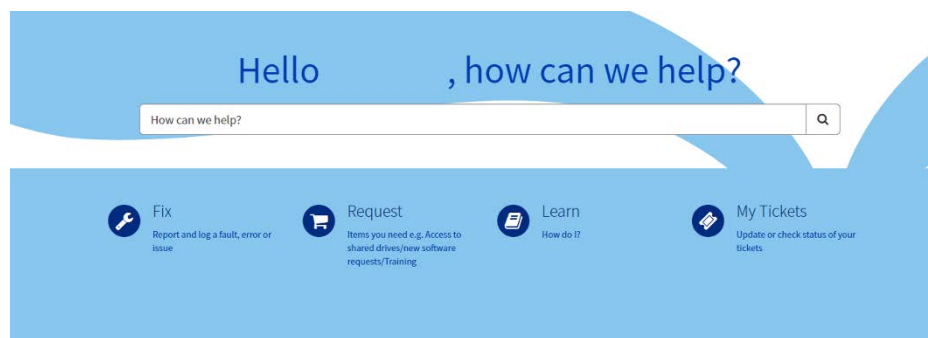 Hello , how can we help?
How can we help?
Fix
Report and log a fault, error or
issue
Request
Items you need e.g. Access to
shared drives/new software
requests/Training
Learn
How do I?
My Tickets
Update or check status of your
tickets